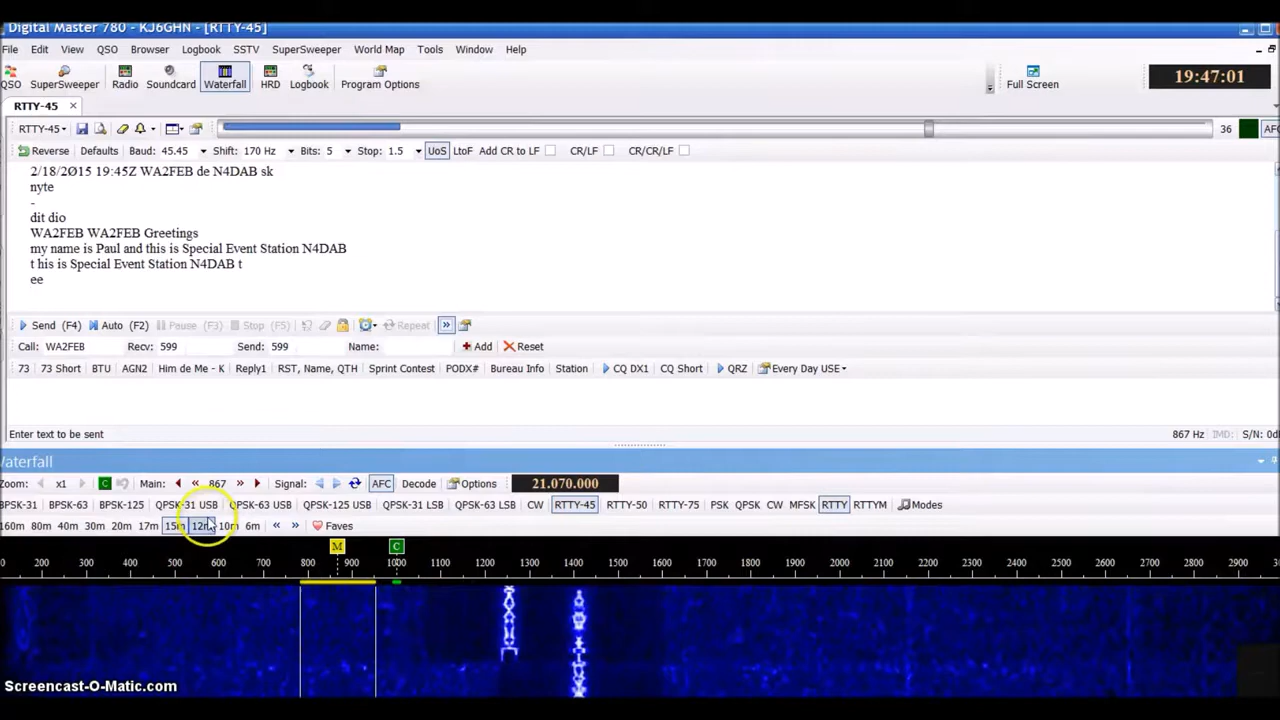 Digital Master 780 - KJ6GHN - [RTTY-45]
File Edit View QSO Browser Logbook SSTV SuperSweeper World Map Tools Window Help
QSO SuperSweeper Radio Soundcard Waterfall HRD Logbook Program Options Full Screen 19:47:01
RTTY-45
RTTY-45 36 AFC
Reverse Defaults Baud: 45.45 Shift: 170 Hz Bits: 5 Stop: 1.5 UoS LtoF Add CR to LF CR/LF CR/CR/LF
2/18/2Ø15 19:45Z WA2FEB de N4DAB sk
nyte
-
dit dio
WA2FEB WA2FEB Greetings
my name is Paul and this is Special Event Station N4DAB
t his is Special Event Station N4DAB t
ee
Send (F4) Auto (F2) Pause (F3) Stop (F5) Repeat »
Call: WA2FEB Recv: 599 Send: 599 Name: Add Reset
73 73 Short BTU AGN2 Him de Me - K Reply1 RST, Name, QTH Sprint Contest PODX# Bureau Info Station CQ DX1 CQ Short QRZ Every Day USE
Enter text to be sent 867 Hz IMD: S/N: 0d
Waterfall
Zoom: x1 C Main: « 867 » Signal: AFC Decode Options 21.070.000
BPSK-31 BPSK-63 BPSK-125 QPSK-31 USB QPSK-63 USB QPSK-125 USB QPSK-31 LSB QPSK-63 LSB CW RTTY-45 RTTY-50 RTTY-75 PSK QPSK CW MFSK RTTY RTTYM Modes
160m 80m 40m 30m 20m 17m 15m 12m 10m 6m « » Faves
M C
200 300 400 500 600 700 800 900 1000 1100 1200 1300 1400 1500 1600 1700 1800 1900 2000 2100 2200 2300 2400 2500 2600 2700 2800 2900
Screencast-O-Matic.com